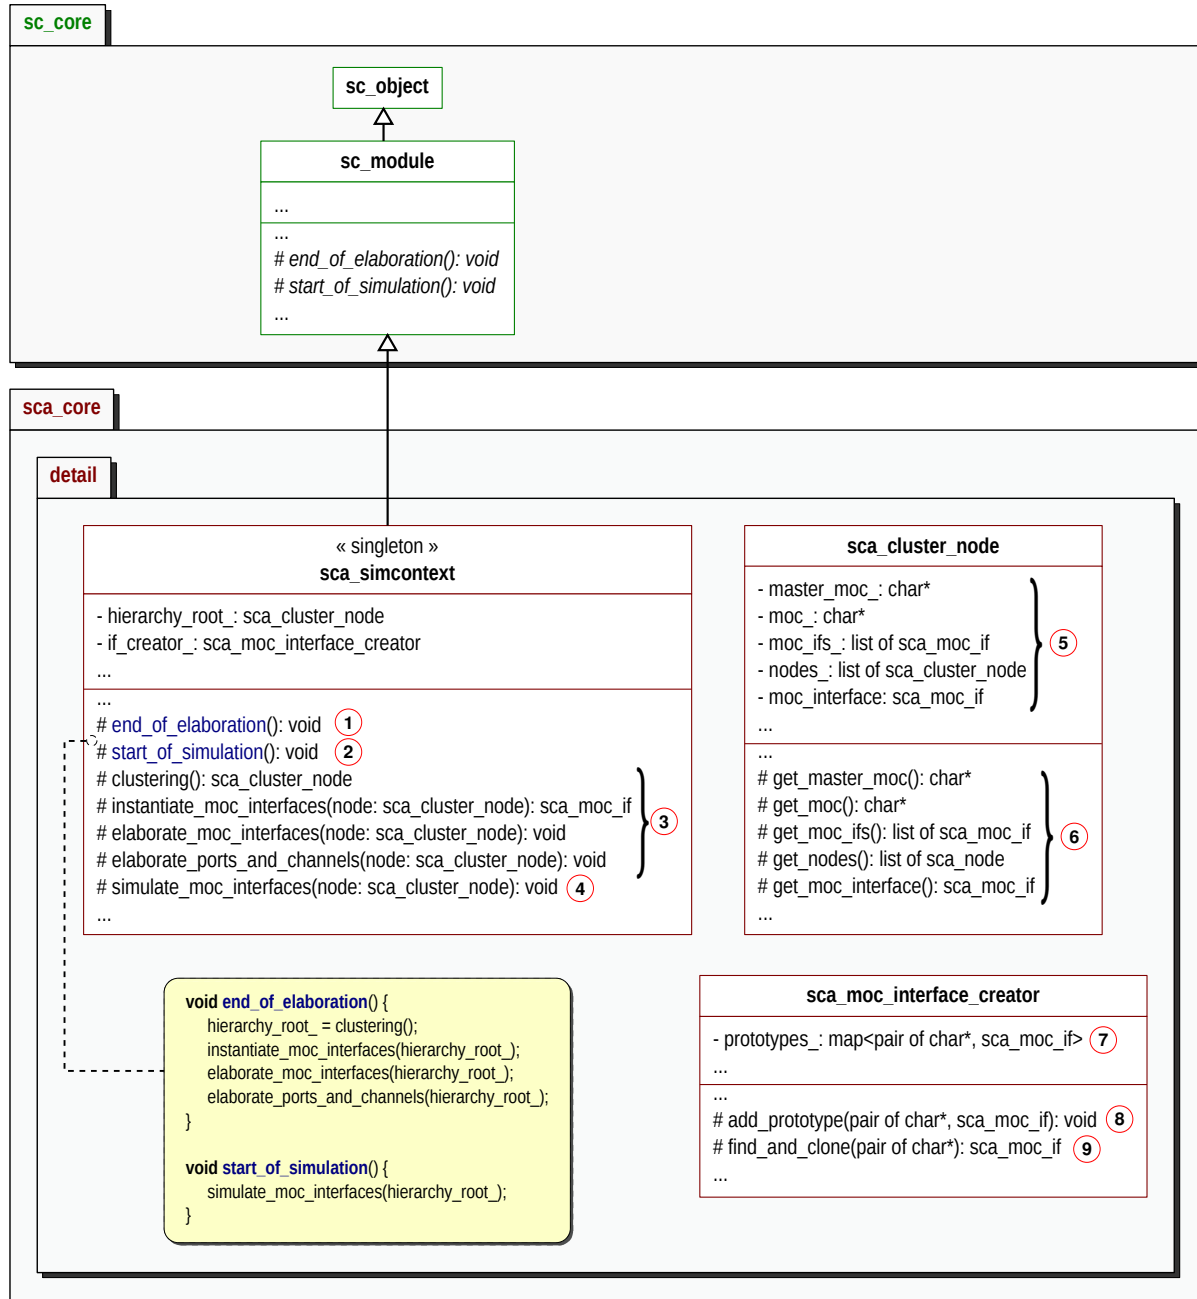 sc_core
sc_object
sc_module
...
...
# end_of_elaboration(): void
# start_of_simulation(): void
...
sca_core
detail
« singleton »
sca_simcontext
- hierarchy_root_: sca_cluster_node
- if_creator_: sca_moc_interface_creator
...
...
# end_of_elaboration(): void 1
# start_of_simulation(): void 2
# clustering(): sca_cluster_node
# instantiate_moc_interfaces(node: sca_cluster_node): sca_moc_if
3
# elaborate_moc_interfaces(node: sca_cluster_node): void
# elaborate_ports_and_channels(node: sca_cluster_node): void
# simulate_moc_interfaces(node: sca_cluster_node): void 4
...
sca_cluster_node
- master_moc_: char*
- moc_: char*
- moc_ifs_: list of sca_moc_if 5
- nodes_: list of sca_cluster_node
- moc_interface: sca_moc_if
...
...
# get_master_moc(): char*
# get_moc(): char*
# get_moc_ifs(): list of sca_moc_if 6
# get_nodes(): list of sca_node
# get_moc_interface(): sca_moc_if
...
void end_of_elaboration() {
hierarchy_root_ = clustering();
instantiate_moc_interfaces(hierarchy_root_);
elaborate_moc_interfaces(hierarchy_root_);
elaborate_ports_and_channels(hierarchy_root_);
}
void start_of_simulation() {
simulate_moc_interfaces(hierarchy_root_);
}
sca_moc_interface_creator
- prototypes_: map<pair of char*, sca_moc_if> 7
...
...
# add_prototype(pair of char*, sca_moc_if): void 8
# find_and_clone(pair of char*): sca_moc_if 9
...